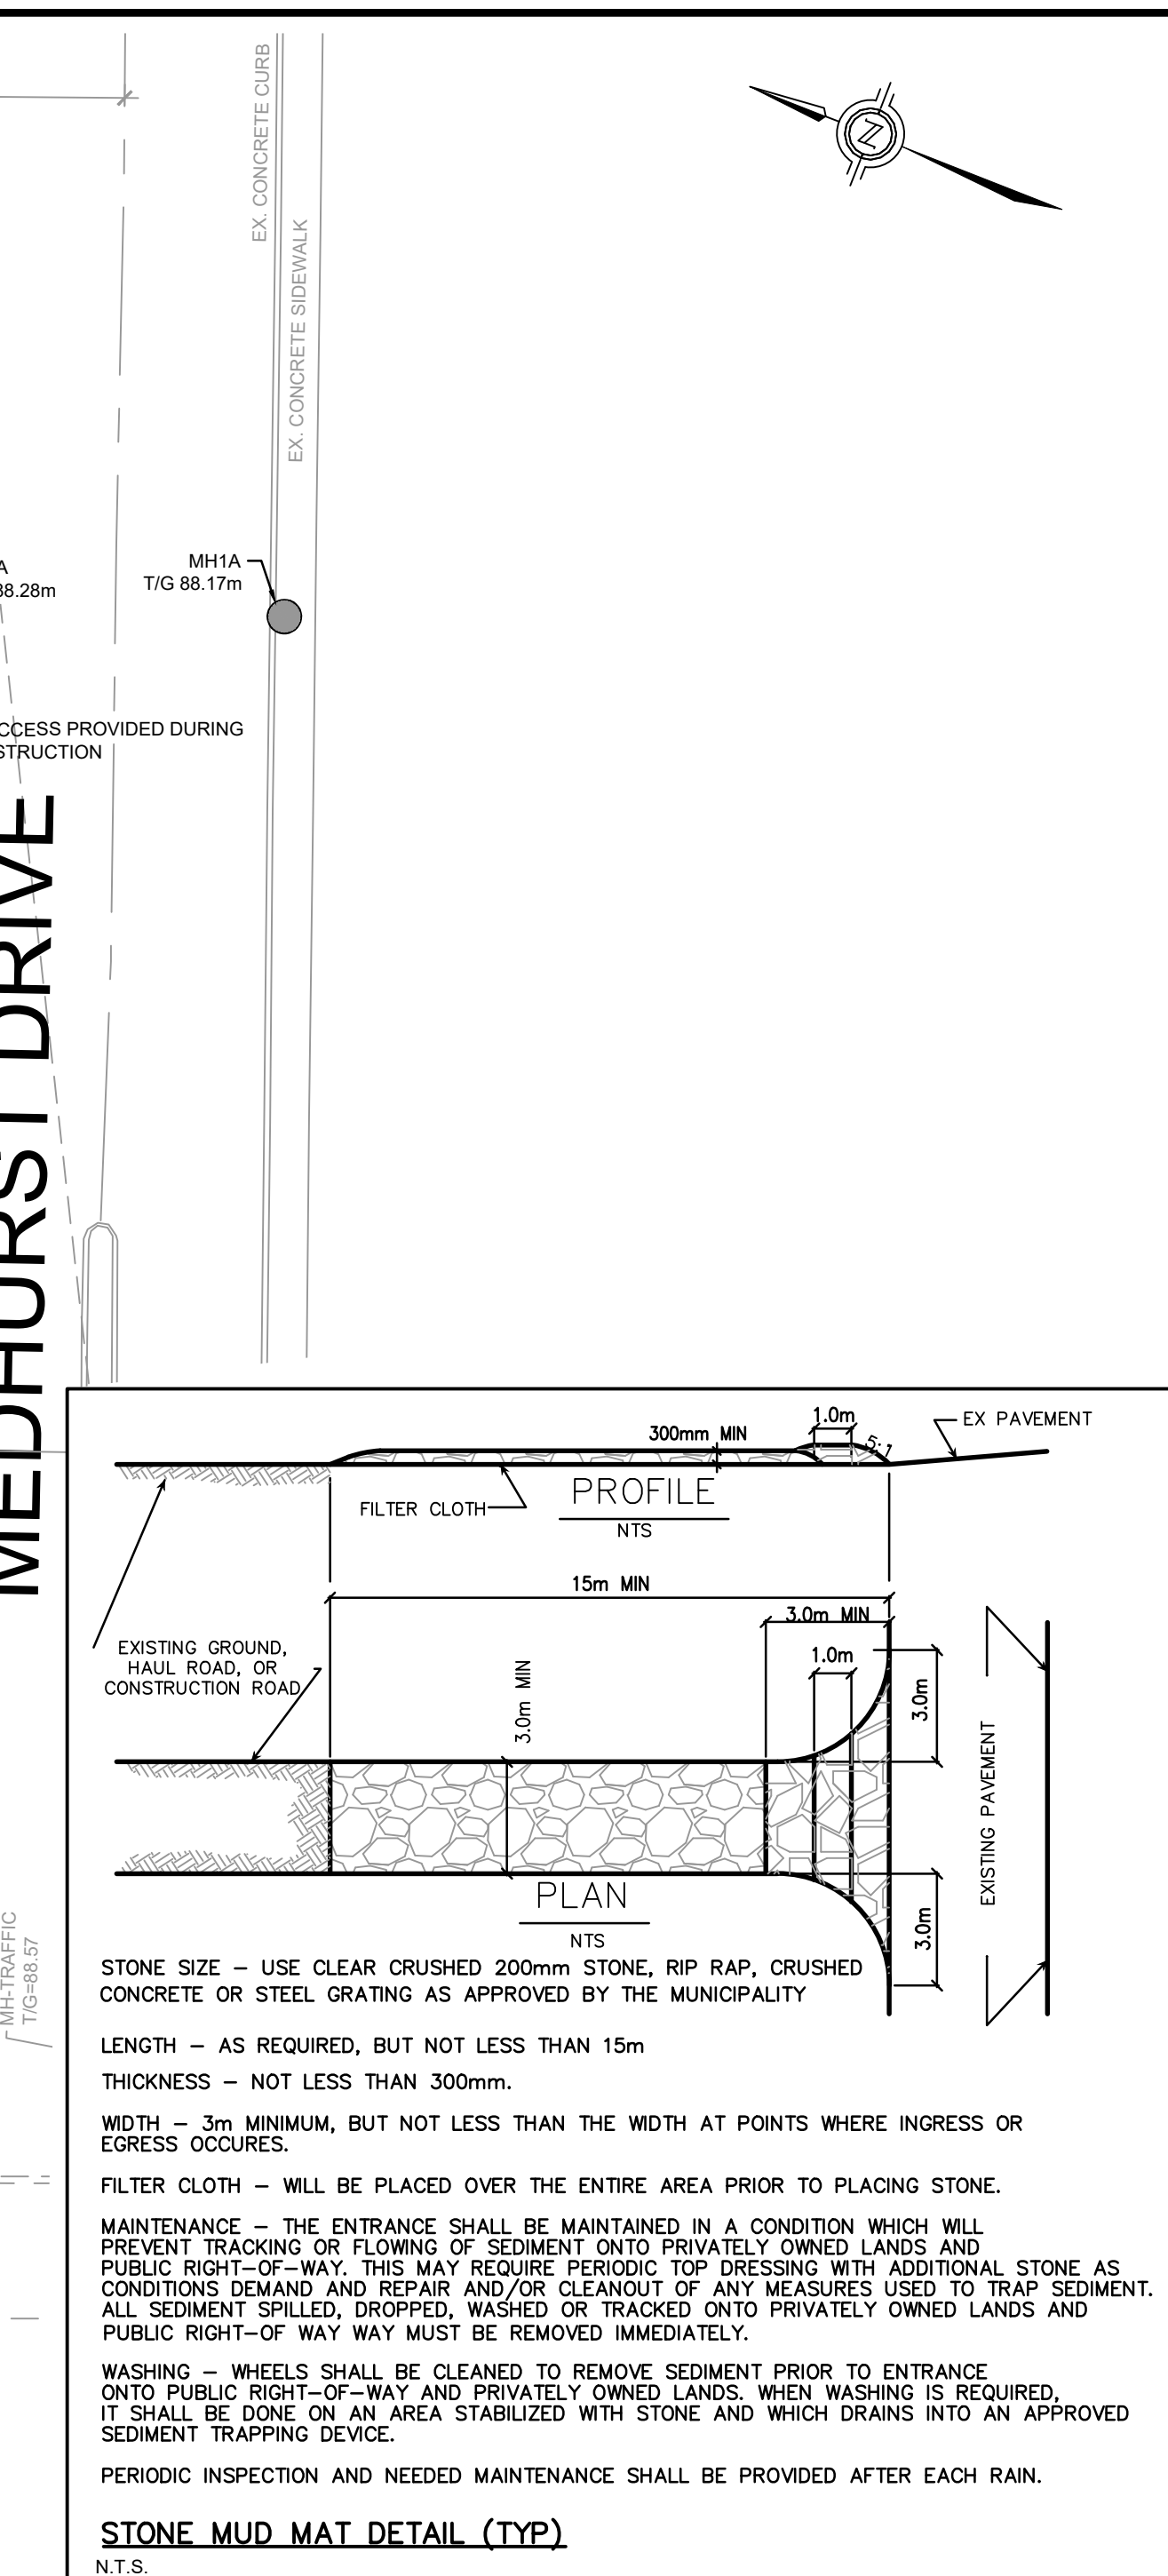 EX. CONCRETE CURB
EX. CONCRETE SIDEWALK
N
A
88.28m
MH1A
T/G 88.17m
CCESS PROVIDED DURING
STRUCTION
MEDHURST DRIVE
MH-TRAFFIC
T/G=88.57
1.0m
300mm MIN
5:1
EX PAVEMENT
FILTER CLOTH
PROFILE
NTS
15m MIN
3.0m MIN
1.0m
EXISTING GROUND,
HAUL ROAD, OR
CONSTRUCTION ROAD
3.0m MIN
3.0m
EXISTING PAVEMENT
3.0m
PLAN
NTS
STONE SIZE – USE CLEAR CRUSHED 200mm STONE, RIP RAP, CRUSHED
CONCRETE OR STEEL GRATING AS APPROVED BY THE MUNICIPALITY
LENGTH – AS REQUIRED, BUT NOT LESS THAN 15m
THICKNESS – NOT LESS THAN 300mm.
WIDTH – 3m MINIMUM, BUT NOT LESS THAN THE WIDTH AT POINTS WHERE INGRESS OR
EGRESS OCCURES.
FILTER CLOTH – WILL BE PLACED OVER THE ENTIRE AREA PRIOR TO PLACING STONE.
MAINTENANCE – THE ENTRANCE SHALL BE MAINTAINED IN A CONDITION WHICH WILL
PREVENT TRACKING OR FLOWING OF SEDIMENT ONTO PRIVATELY OWNED LANDS AND
PUBLIC RIGHT–OF–WAY. THIS MAY REQUIRE PERIODIC TOP DRESSING WITH ADDITIONAL STONE AS
CONDITIONS DEMAND AND REPAIR AND/OR CLEANOUT OF ANY MEASURES USED TO TRAP SEDIMENT.
ALL SEDIMENT SPILLED, DROPPED, WASHED OR TRACKED ONTO PRIVATELY OWNED LANDS AND
PUBLIC RIGHT–OF WAY WAY MUST BE REMOVED IMMEDIATELY.
WASHING – WHEELS SHALL BE CLEANED TO REMOVE SEDIMENT PRIOR TO ENTRANCE
ONTO PUBLIC RIGHT–OF–WAY AND PRIVATELY OWNED LANDS. WHEN WASHING IS REQUIRED,
IT SHALL BE DONE ON AN AREA STABILIZED WITH STONE AND WHICH DRAINS INTO AN APPROVED
SEDIMENT TRAPPING DEVICE.
PERIODIC INSPECTION AND NEEDED MAINTENANCE SHALL BE PROVIDED AFTER EACH RAIN.
STONE MUD MAT DETAIL (TYP)
N.T.S.